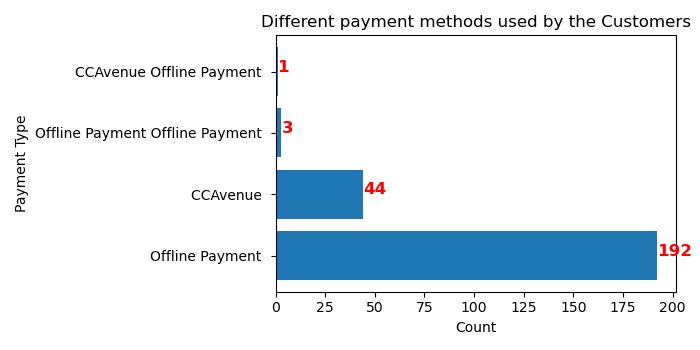 Different payment methods used by the Customers
CCAvenue Offline Payment
1
Offline Payment Offline Payment
3
CCAvenue
44
Offline Payment
192
Payment Type
0 25 50 75 100 125 150 175 200
Count